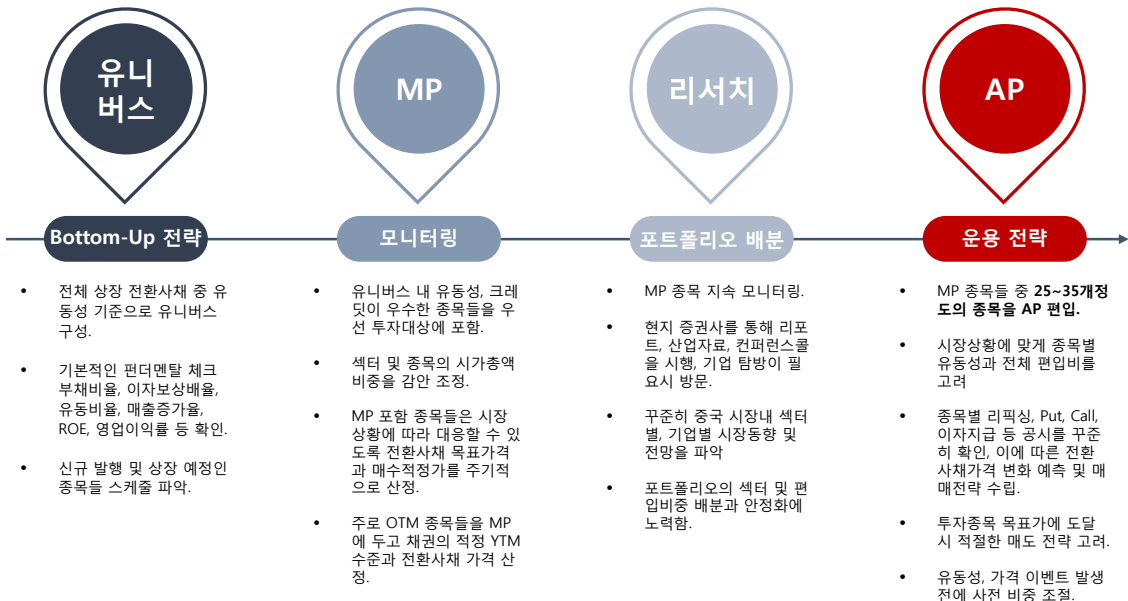 유니
버스
Bottom-Up 전략
• 전체 상장 전환사채 중 유
동성 기준으로 유니버스
구성.
• 기본적인 펀더멘탈 체크
부채비율, 이자보상배율,
유동비율, 매출증가율,
ROE, 영업이익률 등 확인.
• 신규 발행 및 상장 예정인
종목들 스케줄 파악.
MP
모니터링
• 유니버스 내 유동성, 크레
딧이 우수한 종목들을 우
선 투자대상에 포함.
• 섹터 및 종목의 시가총액
비중을 감안 조정.
• MP 포함 종목들은 시장
상황에 따라 대응할 수 있
도록 전환사채 목표가격
과 매수적정가를 주기적
으로 산정.
• 주로 OTM 종목들을 MP
에 두고 채권의 적정 YTM
수준과 전환사채 가격 산
정.
리서치
포트폴리오 배분
• MP 종목 지속 모니터링.
• 현지 증권사를 통해 리포
트, 산업자료, 컨퍼런스콜
을 시행, 기업 탐방이 필
요시 방문.
• 꾸준히 중국 시장내 섹터
별, 기업별 시장동향 및
전망을 파악
• 포트폴리오의 섹터 및 편
입비중 배분과 안정화에
노력함.
AP
운용 전략
• MP 종목들 중 25~35개정
도의 종목을 AP 편입.
• 시장상황에 맞게 종목별
유동성과 전체 편입비를
고려
• 종목별 리픽싱, Put, Call,
이자지급 등 공시를 꾸준
히 확인, 이에 따른 전환
사채가격 변화 예측 및 매
매전략 수립.
• 투자종목 목표가에 도달
시 적절한 매도 전략 고려.
• 유동성, 가격 이벤트 발생
전에 사전 비중 조절.